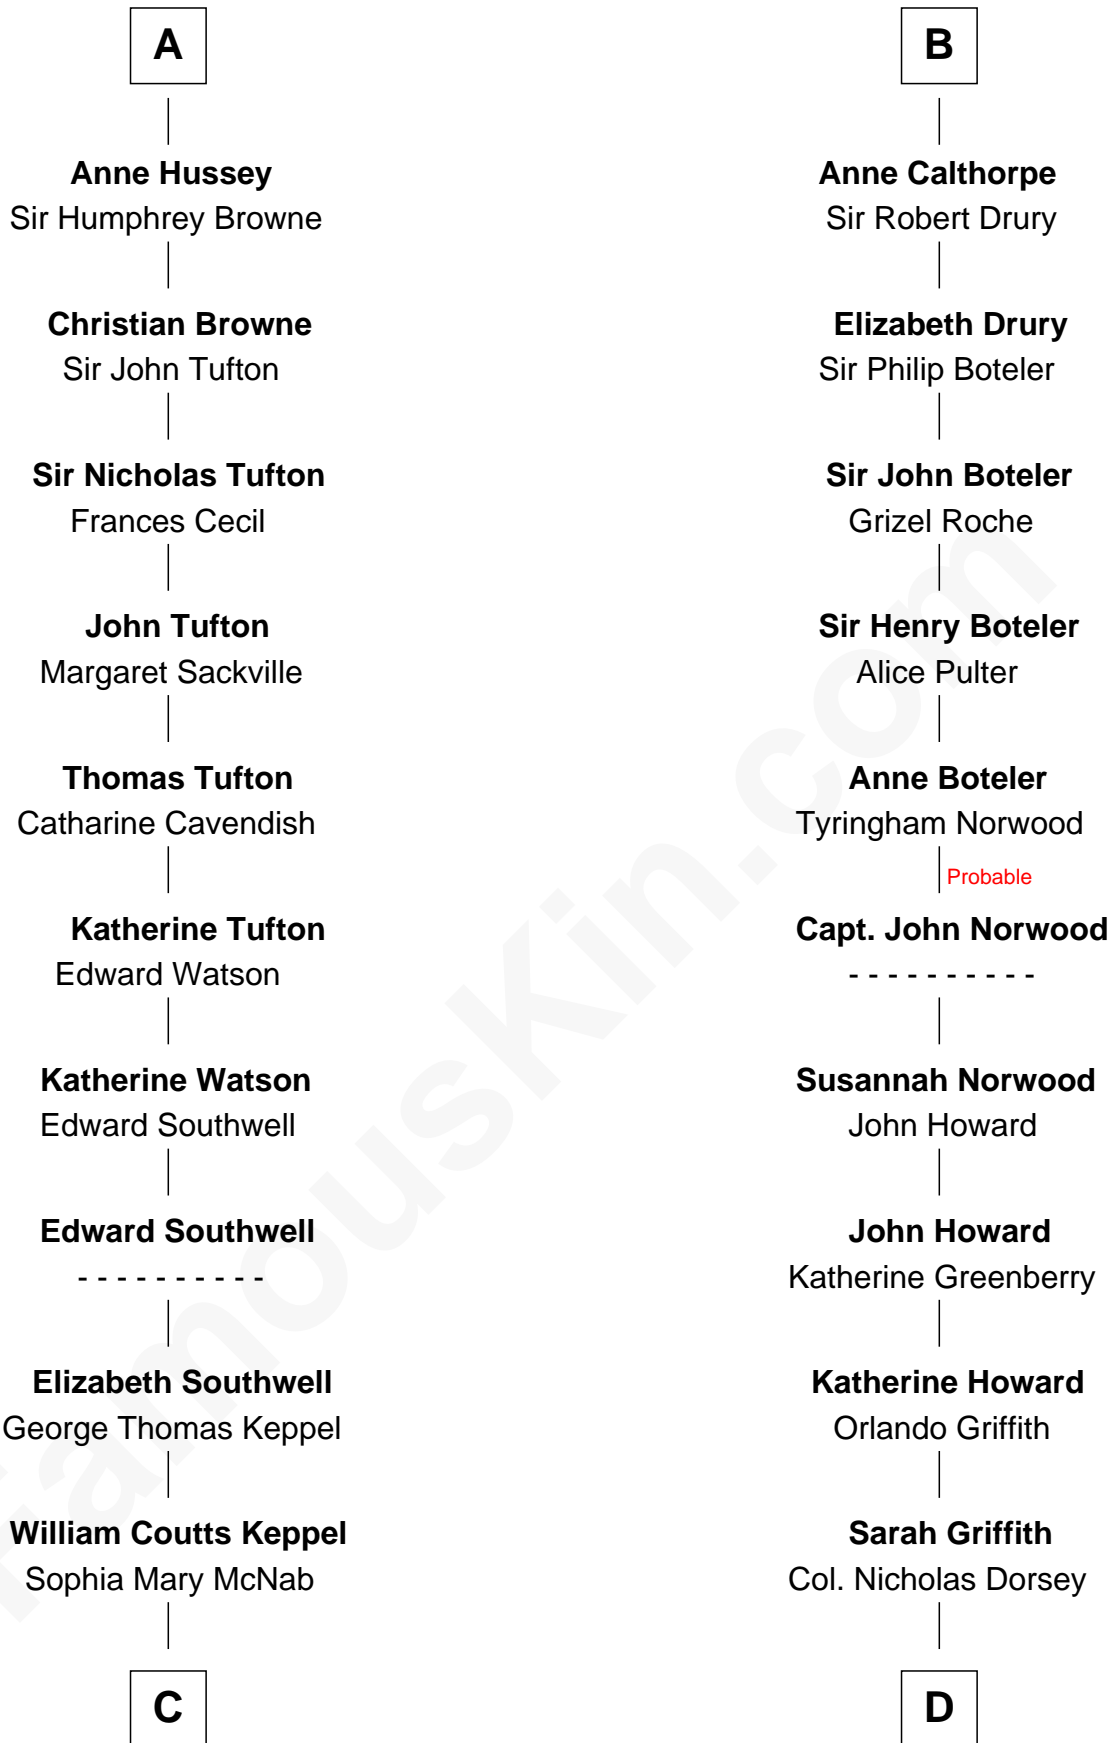 A
Anne Hussey
Sir Humphrey Browne
Christian Browne
Sir John Tufton
Sir Nicholas Tufton
Frances Cecil
John Tufton
Margaret Sackville
Thomas Tufton
Catharine Cavendish
Katherine Tufton
Edward Watson
Katherine Watson
Edward Southwell
Edward Southwell
- - - - - - - - - -
Elizabeth Southwell
George Thomas Keppel
William Coutts Keppel
Sophia Mary McNab
C
B
Anne Calthorpe
Sir Robert Drury
Elizabeth Drury
Sir Philip Boteler
Sir John Boteler
Grizel Roche
Sir Henry Boteler
Alice Pulter
Anne Boteler
Tyringham Norwood
Probable
Capt. John Norwood
- - - - - - - - - -
Susannah Norwood
John Howard
John Howard
Katherine Greenberry
Katherine Howard
Orlando Griffith
Sarah Griffith
Col. Nicholas Dorsey
D
FamousKin.com